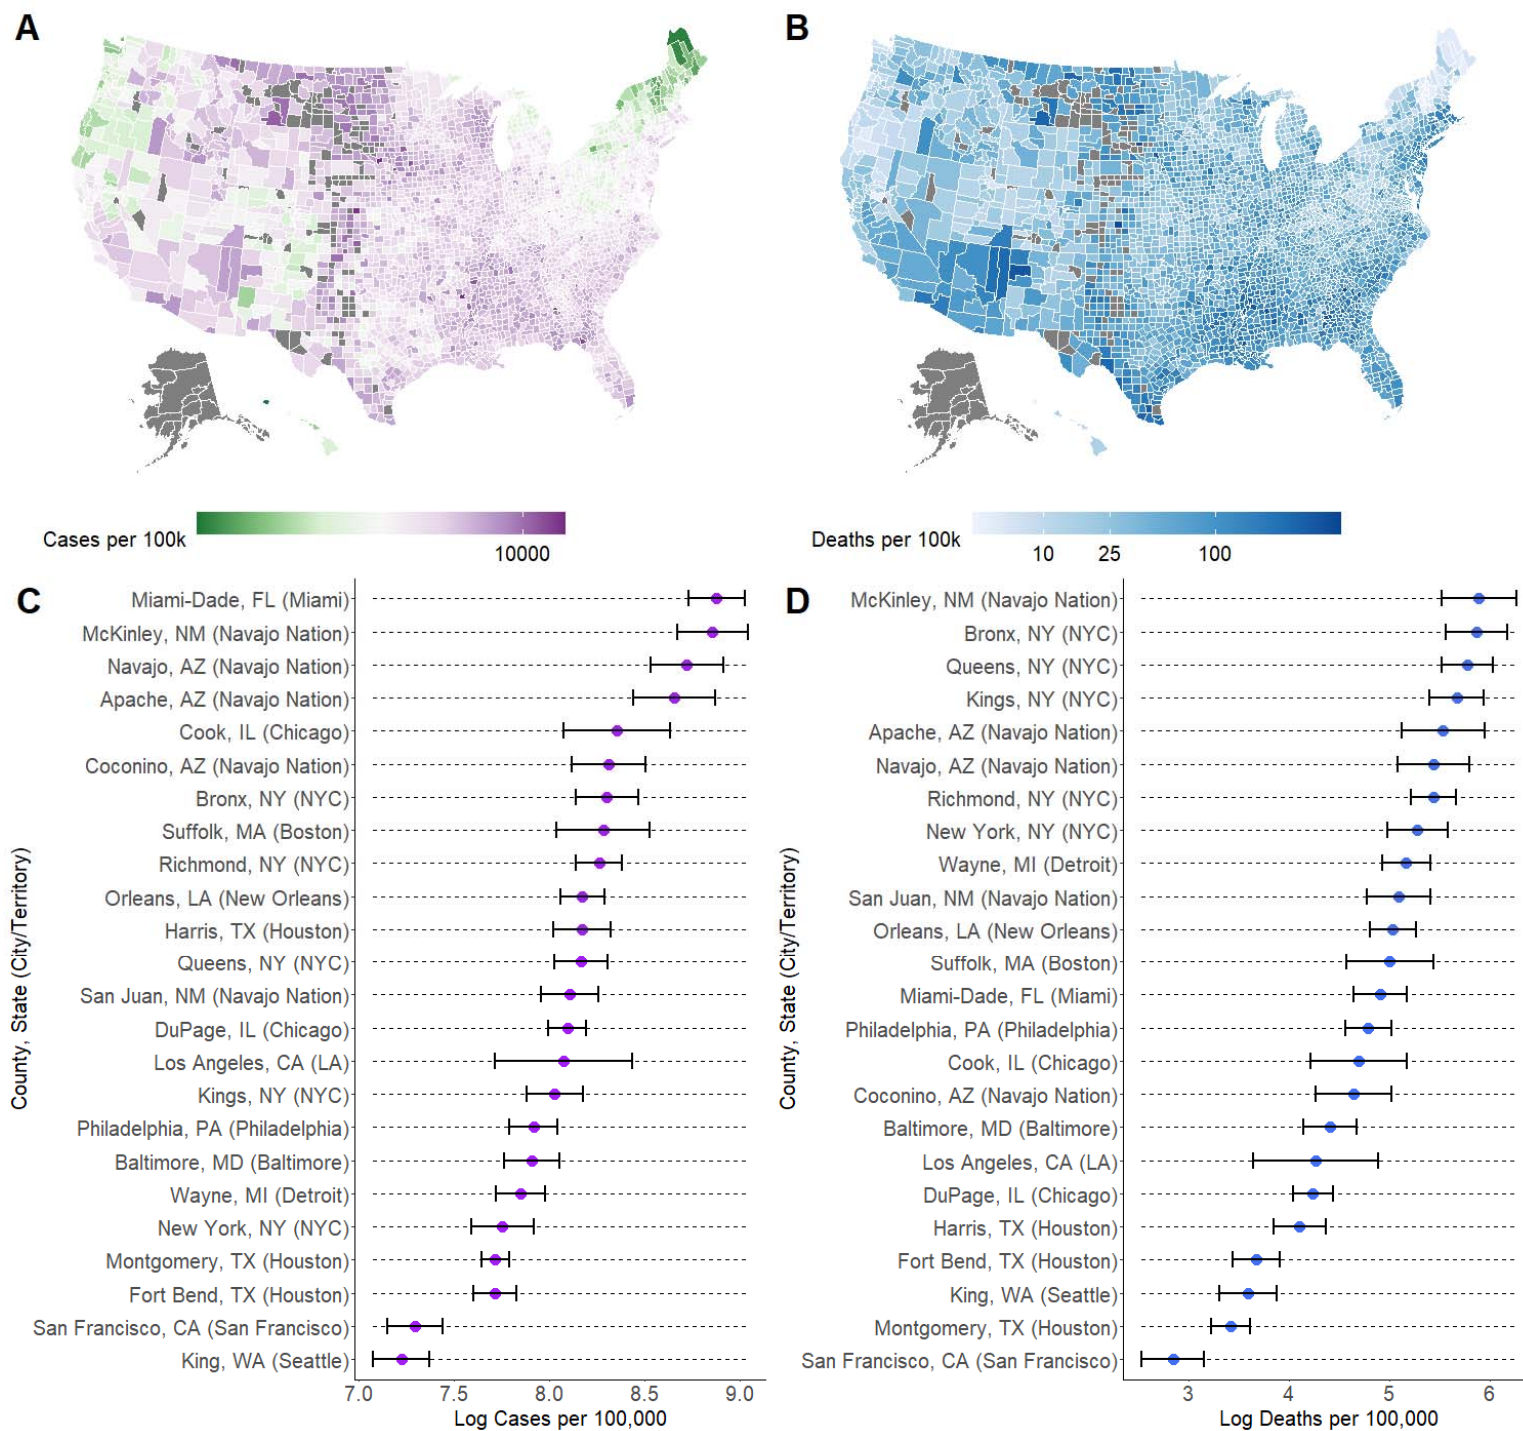 A
B
Cases per 100k
10000
Deaths per 100k
10 25 100
C
County, State (City/Territory)
Miami-Dade, FL (Miami)
McKinley, NM (Navajo Nation)
Navajo, AZ (Navajo Nation)
Apache, AZ (Navajo Nation)
Cook, IL (Chicago)
Coconino, AZ (Navajo Nation)
Bronx, NY (NYC)
Suffolk, MA (Boston)
Richmond, NY (NYC)
Orleans, LA (New Orleans)
Harris, TX (Houston)
Queens, NY (NYC)
San Juan, NM (Navajo Nation)
DuPage, IL (Chicago)
Los Angeles, CA (LA)
Kings, NY (NYC)
Philadelphia, PA (Philadelphia)
Baltimore, MD (Baltimore)
Wayne, MI (Detroit)
New York, NY (NYC)
Montgomery, TX (Houston)
Fort Bend, TX (Houston)
San Francisco, CA (San Francisco)
King, WA (Seattle)
7.0 7.5 8.0 8.5 9.0
Log Cases per 100,000
D
County, State (City/Territory)
McKinley, NM (Navajo Nation)
Bronx, NY (NYC)
Queens, NY (NYC)
Kings, NY (NYC)
Apache, AZ (Navajo Nation)
Navajo, AZ (Navajo Nation)
Richmond, NY (NYC)
New York, NY (NYC)
Wayne, MI (Detroit)
San Juan, NM (Navajo Nation)
Orleans, LA (New Orleans)
Suffolk, MA (Boston)
Miami-Dade, FL (Miami)
Philadelphia, PA (Philadelphia)
Cook, IL (Chicago)
Coconino, AZ (Navajo Nation)
Baltimore, MD (Baltimore)
Los Angeles, CA (LA)
DuPage, IL (Chicago)
Harris, TX (Houston)
Fort Bend, TX (Houston)
King, WA (Seattle)
Montgomery, TX (Houston)
San Francisco, CA (San Francisco)
3 4 5 6
Log Deaths per 100,000